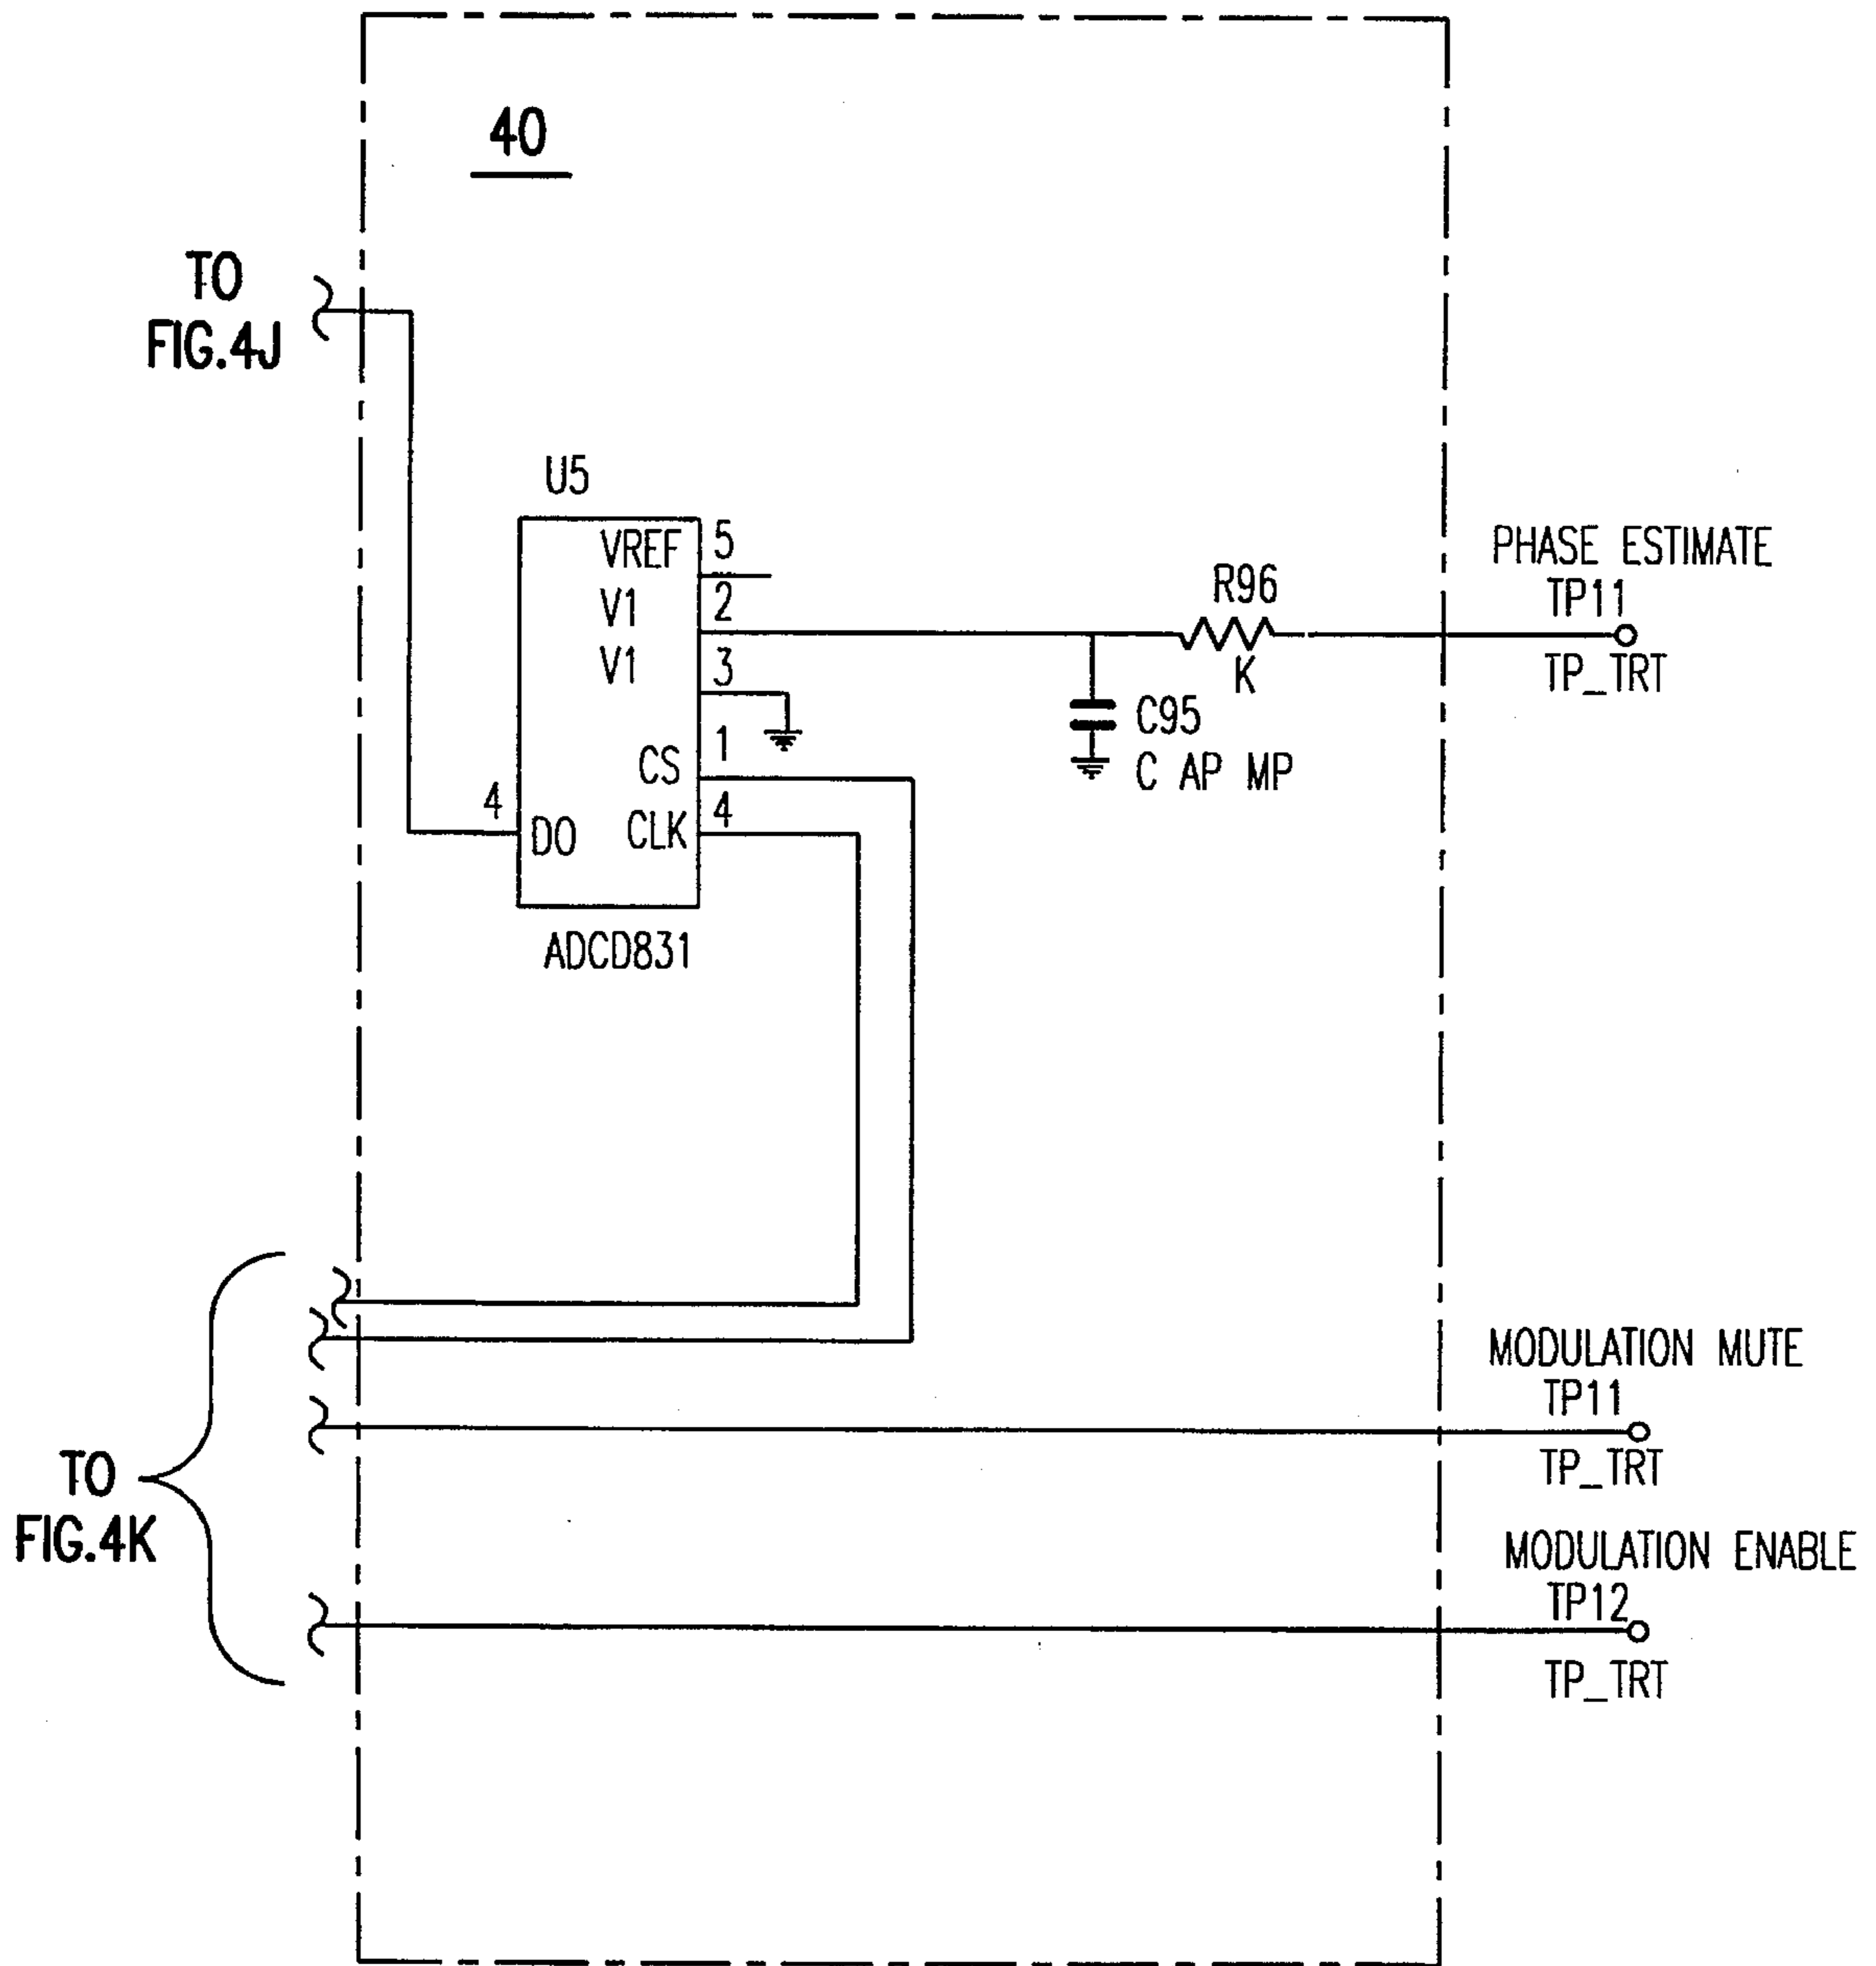 40
TO
FIG.4J
U5
VREF 5
V1 2
V1 3
CS 1
4 DO CLK 4
ADCD831
R96
K
C95
C AP MP
PHASE ESTIMATE
TP11
TP_TRT
TO
FIG.4K
MODULATION MUTE
TP11
TP_TRT
MODULATION ENABLE
TP12
TP_TRT